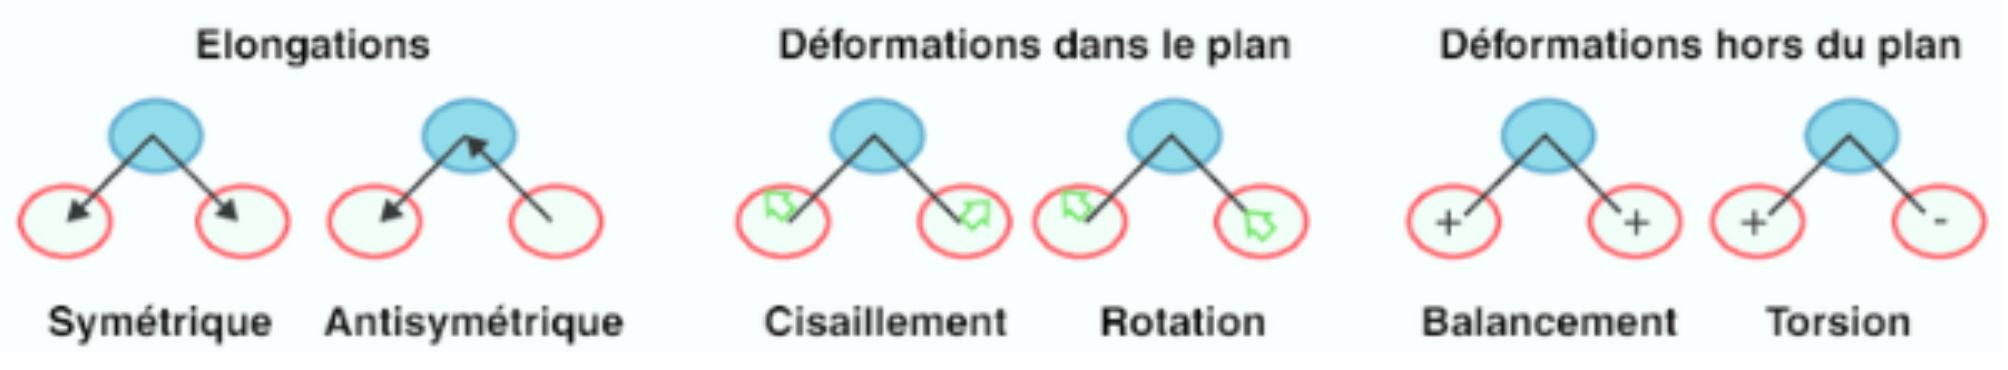 Elongations Déformations dans le plan Déformations hors du plan
+ + + -
Symétrique Antisymétrique Cisaillement Rotation Balancement Torsion